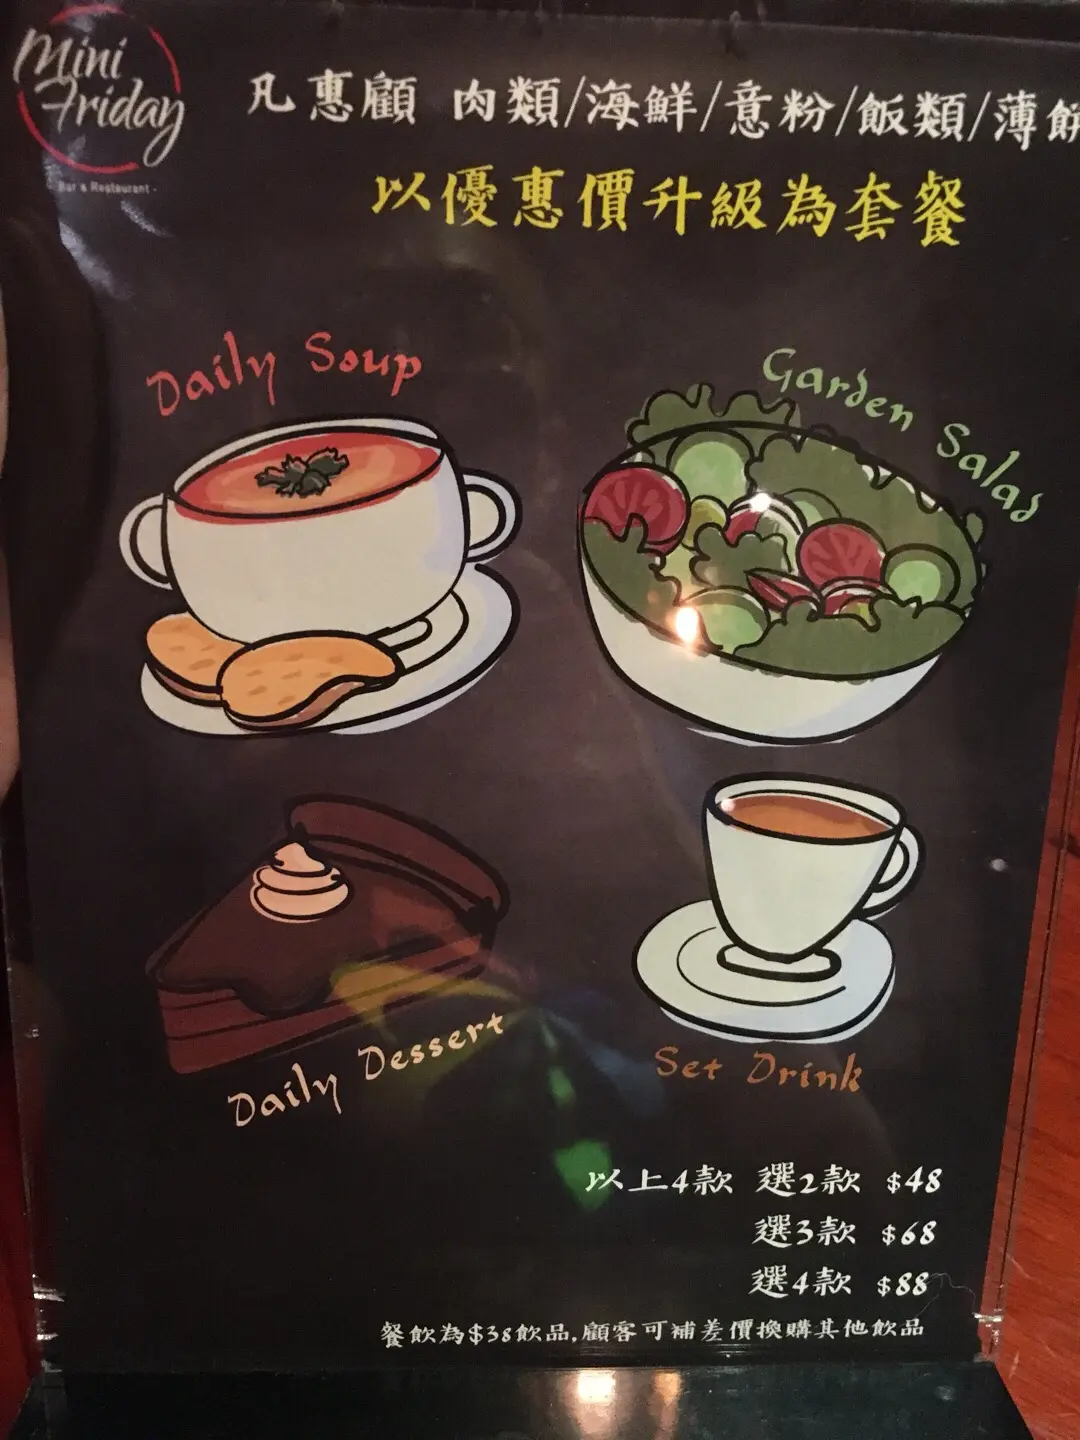 Mini
Friday
Bar & Restaurant -
凡惠顧 肉類/海鮮/意粉/飯類/薄餅
以優惠價升級為套餐
Daily Soup
Garden Salad
Daily Dessert
Set Drink
以上4款 選2款 $48
選3款 $68
選4款 $88
餐飲為$38飲品,顧客可補差價換購其他飲品